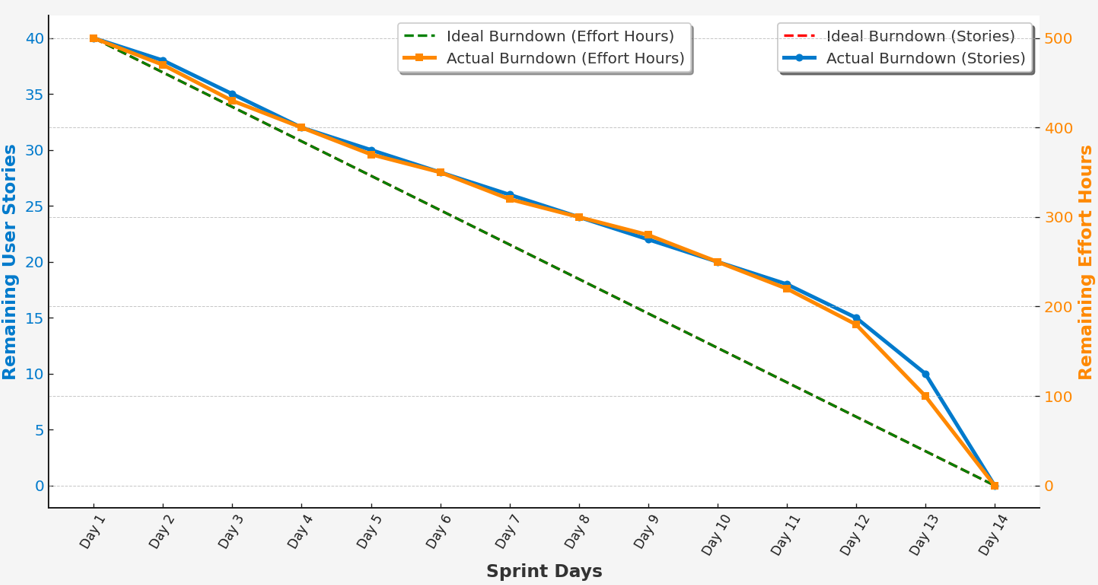 Ideal Burndown (Effort Hours)
Actual Burndown (Effort Hours)
Ideal Burndown (Stories)
Actual Burndown (Stories)
Remaining User Stories
40
35
30
25
20
15
10
5
0
500
400
300
200
100
0
Remaining Effort Hours
Day 1
Day 2
Day 3
Day 4
Day 5
Day 6
Day 7
Day 8
Day 9
Day 10
Day 11
Day 12
Day 13
Day 14
Sprint Days